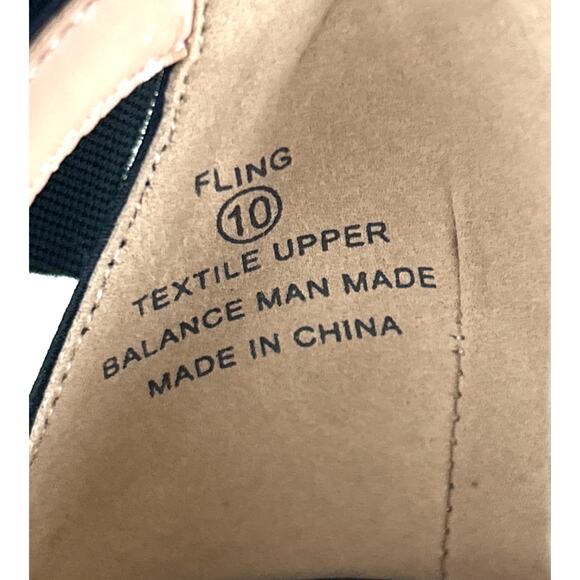 FLING
10
TEXTILE UPPER
BALANCE MAN MADE
MADE IN CHINA